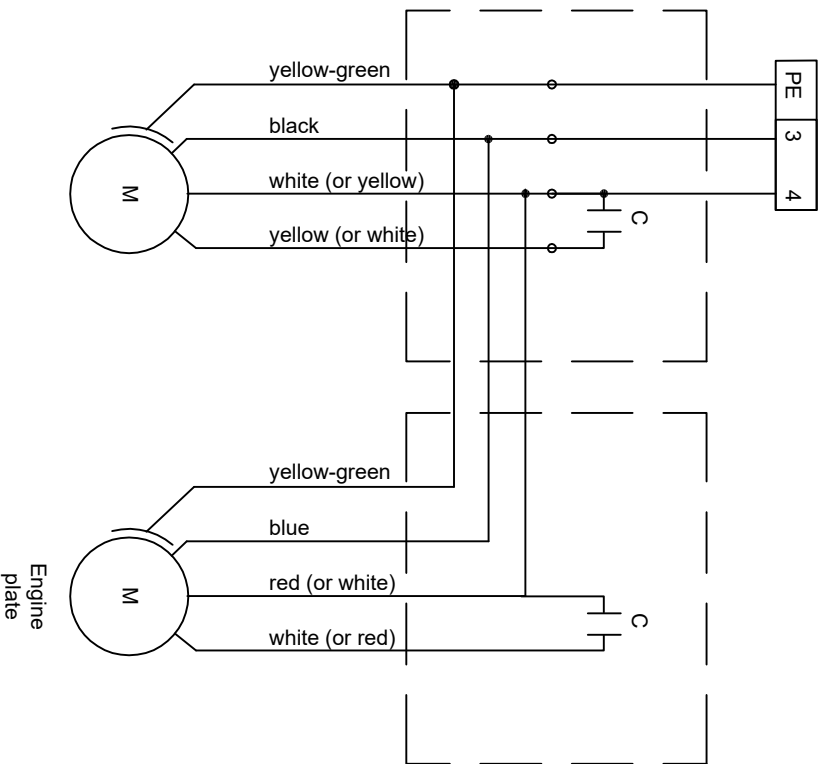 yellow-green
PE
black
3
white (or yellow)
4
M
C
yellow (or white)
yellow-green
blue
red (or white)
M
C
white (or red)
Engine
plate